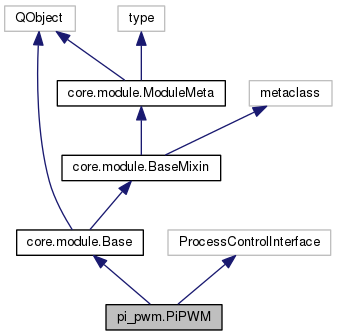 QObject
type
core.module.ModuleMeta
metaclass
core.module.BaseMixin
core.module.Base
ProcessControlInterface
pi_pwm.PiPWM